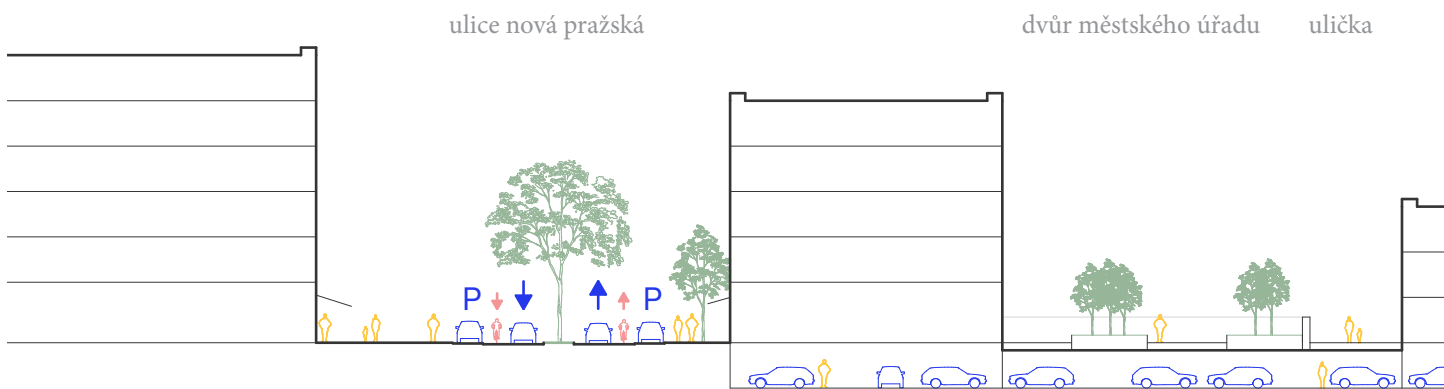 ulice nová pražská
dvůr městského úřadu
ulička
P
P